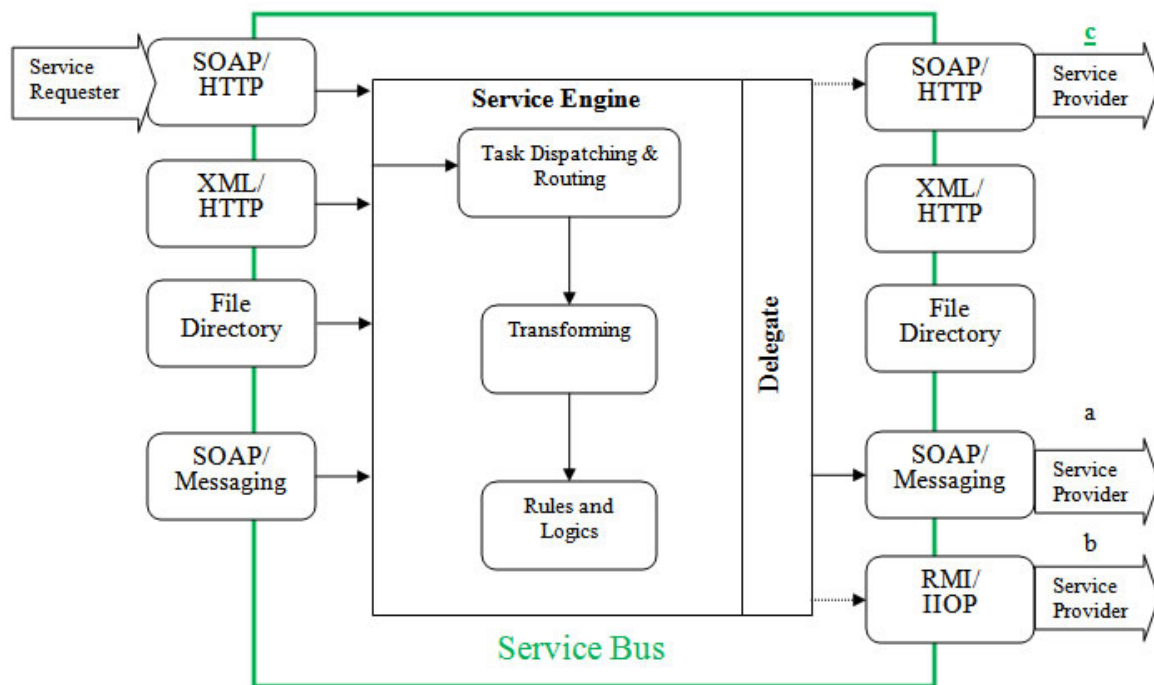 Service
Requester
SOAP/
HTTP
XML/
HTTP
File
Directory
SOAP/
Messaging
Service Engine
Task Dispatching &
Routing
Transforming
Rules and
Logics
Delegate
SOAP/
HTTP
XML/
HTTP
File
Directory
SOAP/
Messaging
RMI/
IIOP
c
Service
Provider
a
Service
Provider
b
Service
Provider
Service Bus